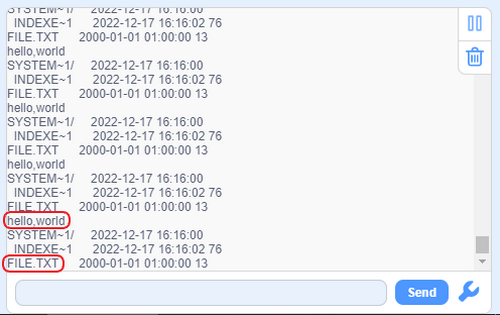 SYSTEM~1/ 2022-12-17 16:16:00
INDEXE~1 2022-12-17 16:16:02 76
FILE.TXT 2000-01-01 01:00:00 13
hello,world
SYSTEM~1/ 2022-12-17 16:16:00
INDEXE~1 2022-12-17 16:16:02 76
FILE.TXT 2000-01-01 01:00:00 13
hello,world
SYSTEM~1/ 2022-12-17 16:16:00
INDEXE~1 2022-12-17 16:16:02 76
FILE.TXT 2000-01-01 01:00:00 13
hello,world
SYSTEM~1/ 2022-12-17 16:16:00
INDEXE~1 2022-12-17 16:16:02 76
FILE.TXT 2000-01-01 01:00:00 13
hello,world
SYSTEM~1/ 2022-12-17 16:16:00
INDEXE~1 2022-12-17 16:16:02 76
FILE.TXT 2000-01-01 01:00:00 13
Send